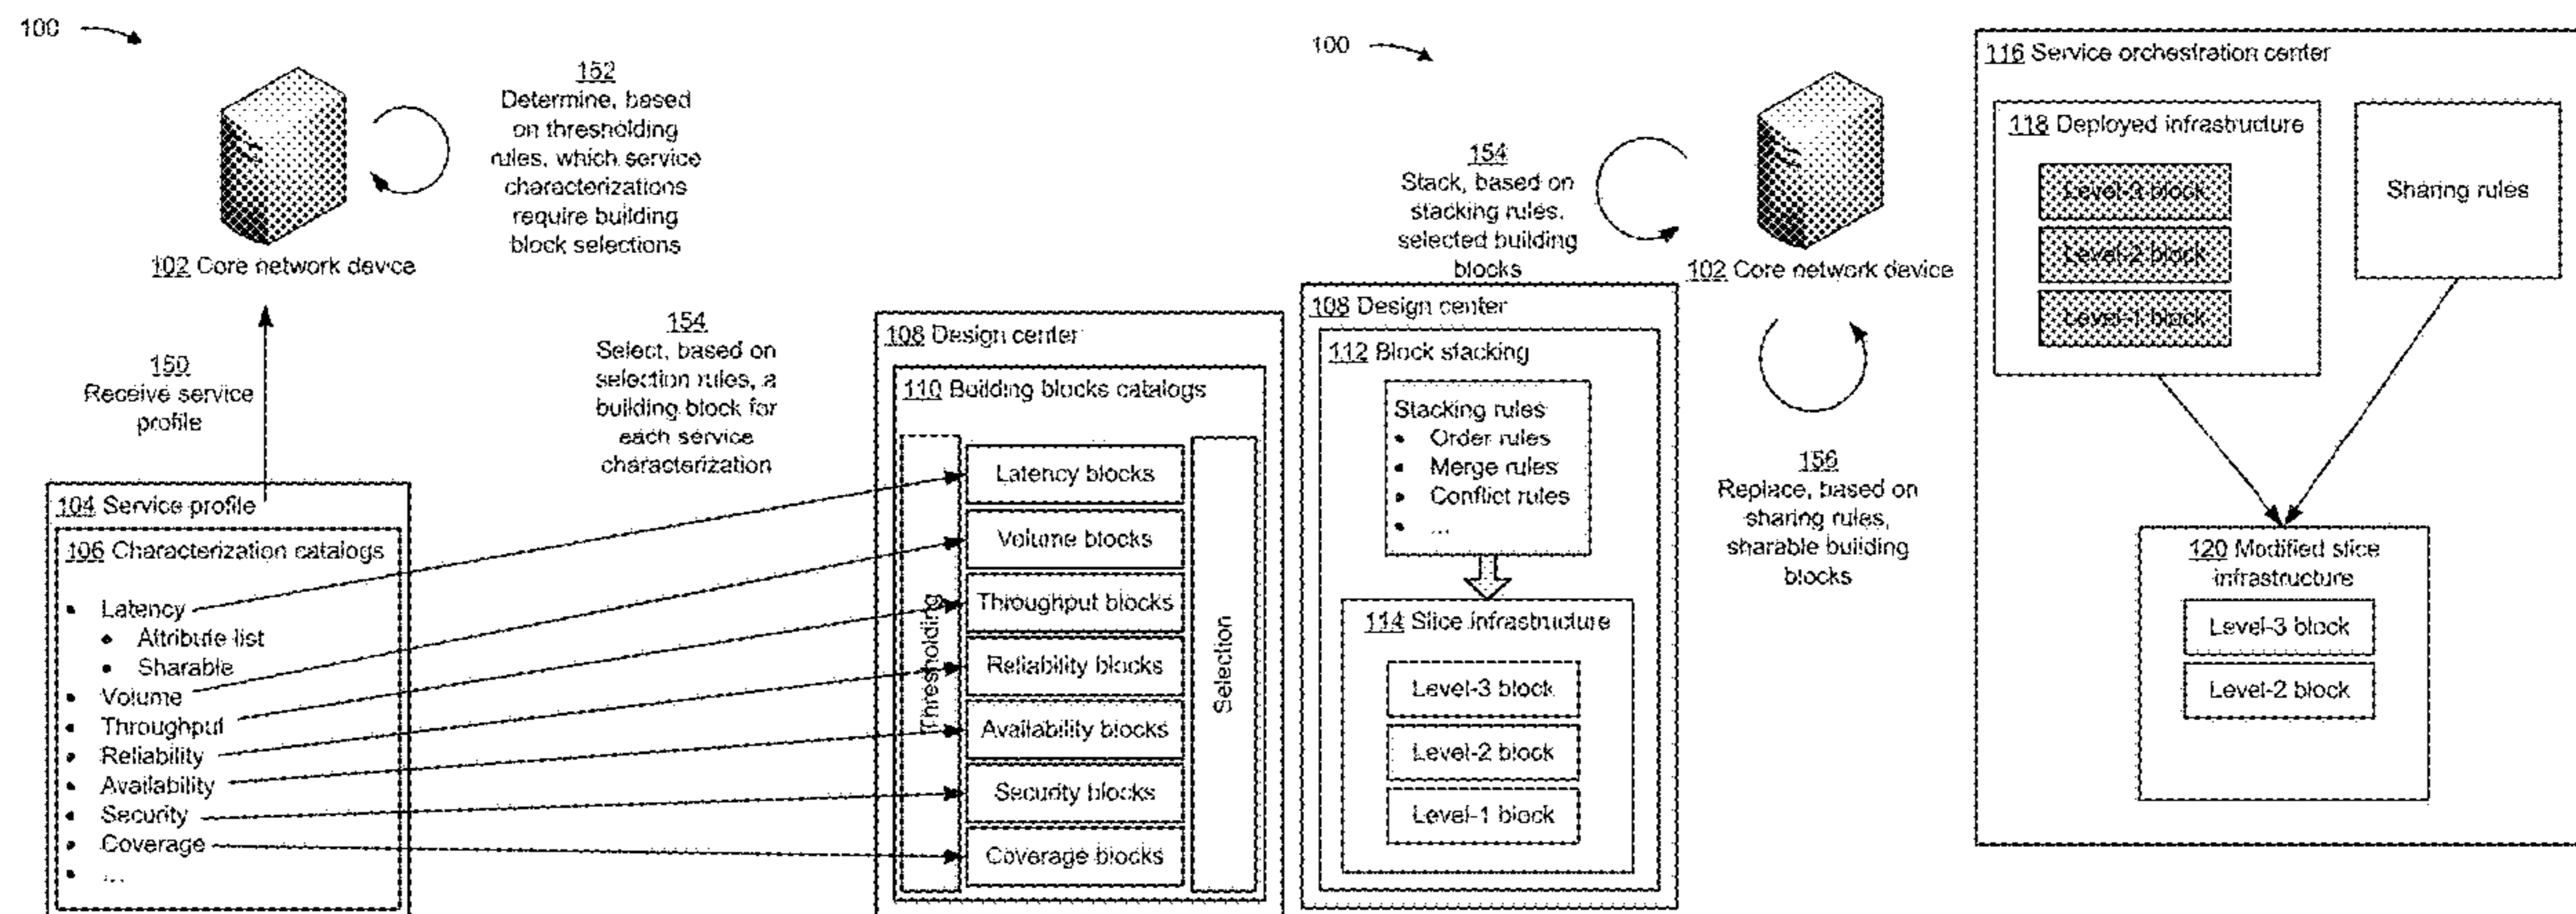 100
152
Determine, based
on thresholding
rules, which service
characterizations
require building
block selections
102 Core network device
150
Receive service
profile
104 Service profile
106 Characterization catalogs
• Latency
• Attribute list
• Sharable
• Volume
• Throughput
• Reliability
• Availability
• Security
• Coverage
• ...
154
Select, based on
selection rules, a
building block for
each service
characterization
108 Design center
110 Building blocks catalogs
Thresholding
Latency blocks
Volume blocks
Throughput blocks
Reliability blocks
Availability blocks
Security blocks
Coverage blocks
Selection
100
154
Stack, based on
stacking rules,
selected building
blocks
102 Core network device
108 Design center
112 Block stacking
Stacking rules
• Order rules
• Merge rules
• Conflict rules
• ...
114 Slice infrastructure
Level-3 block
Level-2 block
Level-1 block
156
Replace, based on
sharing rules,
sharable building
blocks
116 Service orchestration center
118 Deployed infrastructure
Level-3 block
Level-2 block
Level-1 block
Sharing rules
120 Modified slice
infrastructure
Level-3 block
Level-2 block